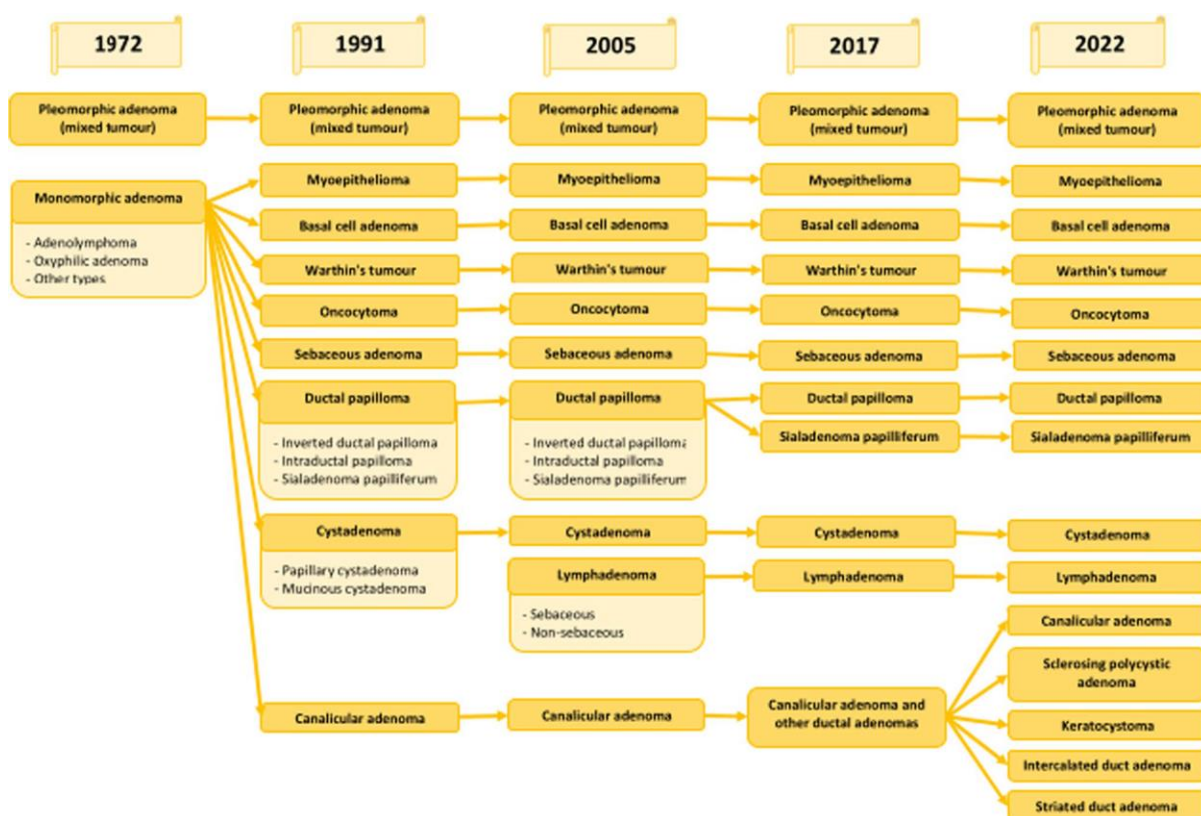 1972
1991
2005
2017
2022
Pleomorphic adenoma
(mixed tumour)
Pleomorphic adenoma
(mixed tumour)
Pleomorphic adenoma
(mixed tumour)
Pleomorphic adenoma
(mixed tumour)
Pleomorphic adenoma
(mixed tumour)
Monomorphic adenoma
- Adenolymphoma
- Oxyphilic adenoma
- Other types
Myoepithelioma
Myoepithelioma
Myoepithelioma
Myoepithelioma
Basal cell adenoma
Basal cell adenoma
Basal cell adenoma
Basal cell adenoma
Warthin's tumour
Warthin's tumour
Warthin's tumour
Warthin's tumour
Oncocytoma
Oncocytoma
Oncocytoma
Oncocytoma
Sebaceous adenoma
Sebaceous adenoma
Sebaceous adenoma
Sebaceous adenoma
Ductal papilloma
- Inverted ductal papilloma
- Intraductal papilloma
- Sialadenoma papilliferum
Ductal papilloma
- Inverted ductal papilloma
- Intraductal papilloma
- Sialadenoma papilliferum
Ductal papilloma
Ductal papilloma
Sialadenoma papilliferum
Sialadenoma papilliferum
Cystadenoma
- Papillary cystadenoma
- Mucinous cystadenoma
Cystadenoma
Cystadenoma
Cystadenoma
Lymphadenoma
- Sebaceous
- Non-sebaceous
Lymphadenoma
Lymphadenoma
Canalicular adenoma
Canalicular adenoma
Canalicular adenoma and
other ductal adenomas
Canalicular adenoma
Sclerosing polycystic
adenoma
Keratocystoma
Intercalated duct adenoma
Striated duct adenoma